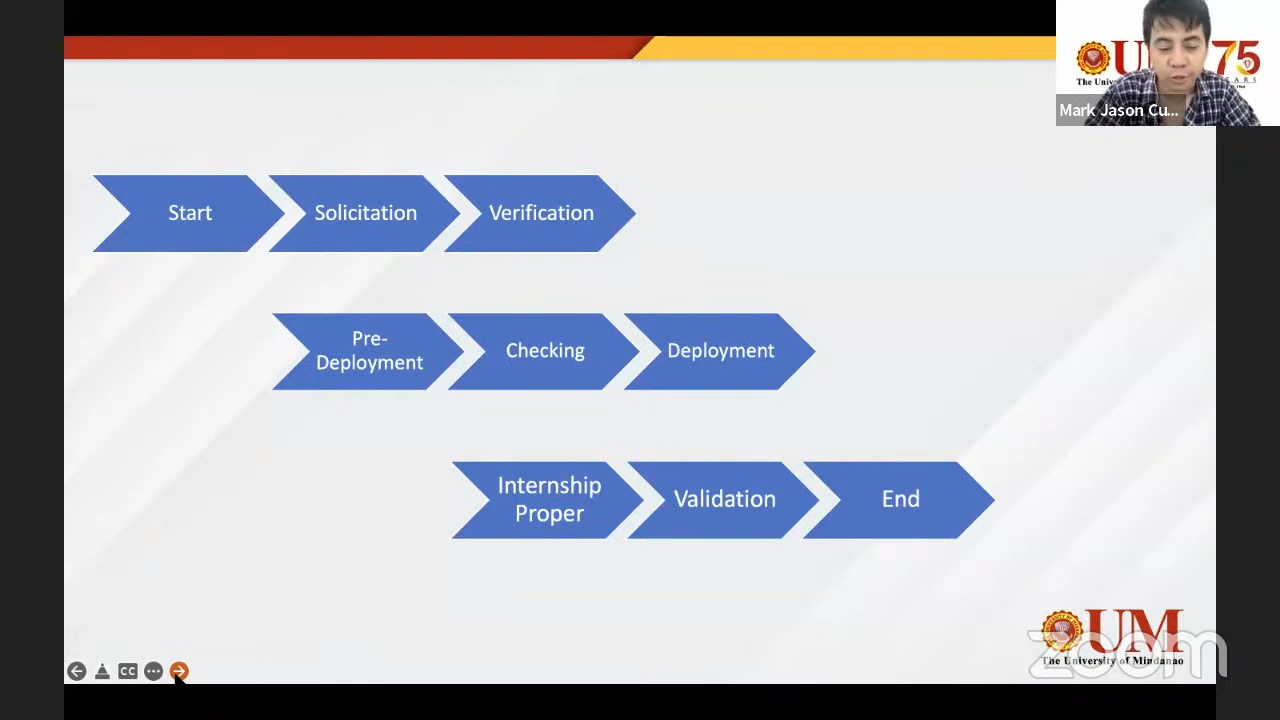 75
Mark Jason Cu...
Start
Solicitation
Verification
Pre-
Deployment
Checking
Deployment
Internship
Proper
Validation
End
UM
The University of Mindanao
zoom
CC